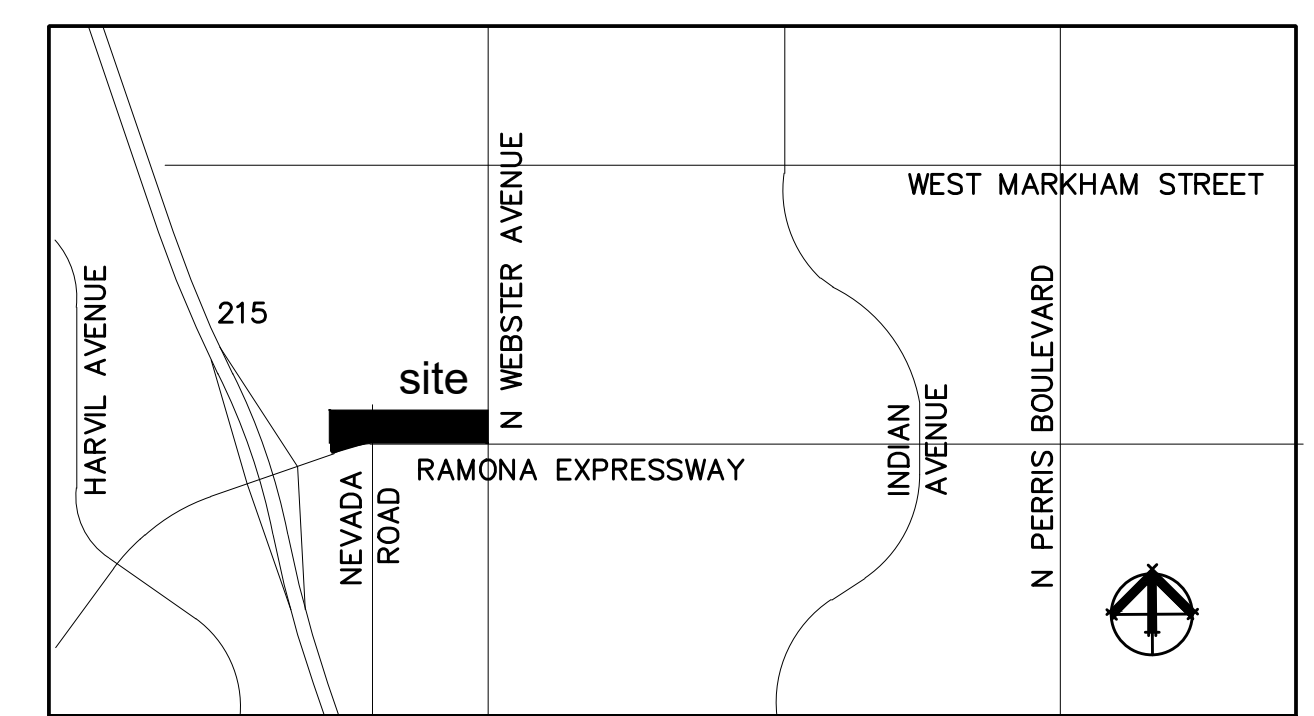 WEST MARKHAM STREET
N WEBSTER AVENUE
HARVIL AVENUE
215
site
N PERRIS BOULEVARD
INDIAN
AVENUE
RAMONA EXPRESSWAY
NEVADA
ROAD